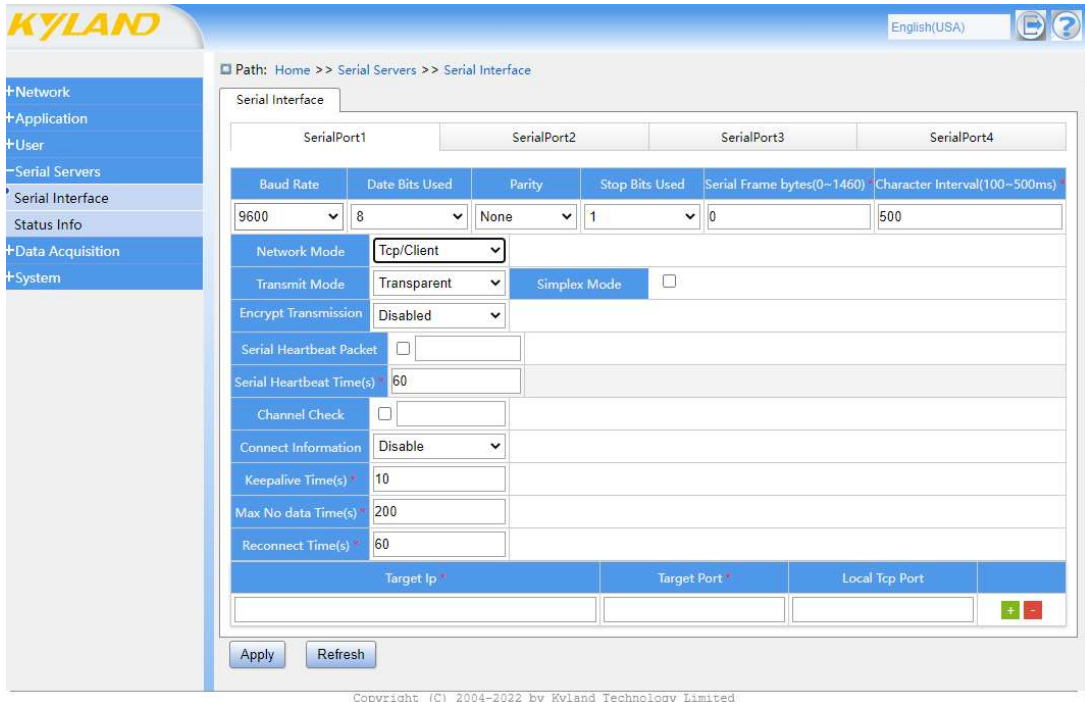 KYLAND
English(USA)
Path: Home >> Serial Servers >> Serial Interface
+Network
+Application
+User
−Serial Servers
Serial Interface
Status Info
+Data Acquisition
+System
Serial Interface
SerialPort1 SerialPort2 SerialPort3 SerialPort4
Baud Rate Date Bits Used Parity Stop Bits Used Serial Frame bytes(0~1460) * Character Interval(100~500ms) *
9600 8 None 1 0 500
Network Mode Tcp/Client
Transmit Mode Transparent Simplex Mode
Encrypt Transmission Disabled
Serial Heartbeat Packet
Serial Heartbeat Time(s) * 60
Channel Check
Connect Information Disable
Keepalive Time(s) * 10
Max No data Time(s) * 200
Reconnect Time(s) * 60
Target Ip * Target Port * Local Tcp Port
+ -
Apply Refresh
Copyright (C) 2004-2022 by Kyland Technology Limited